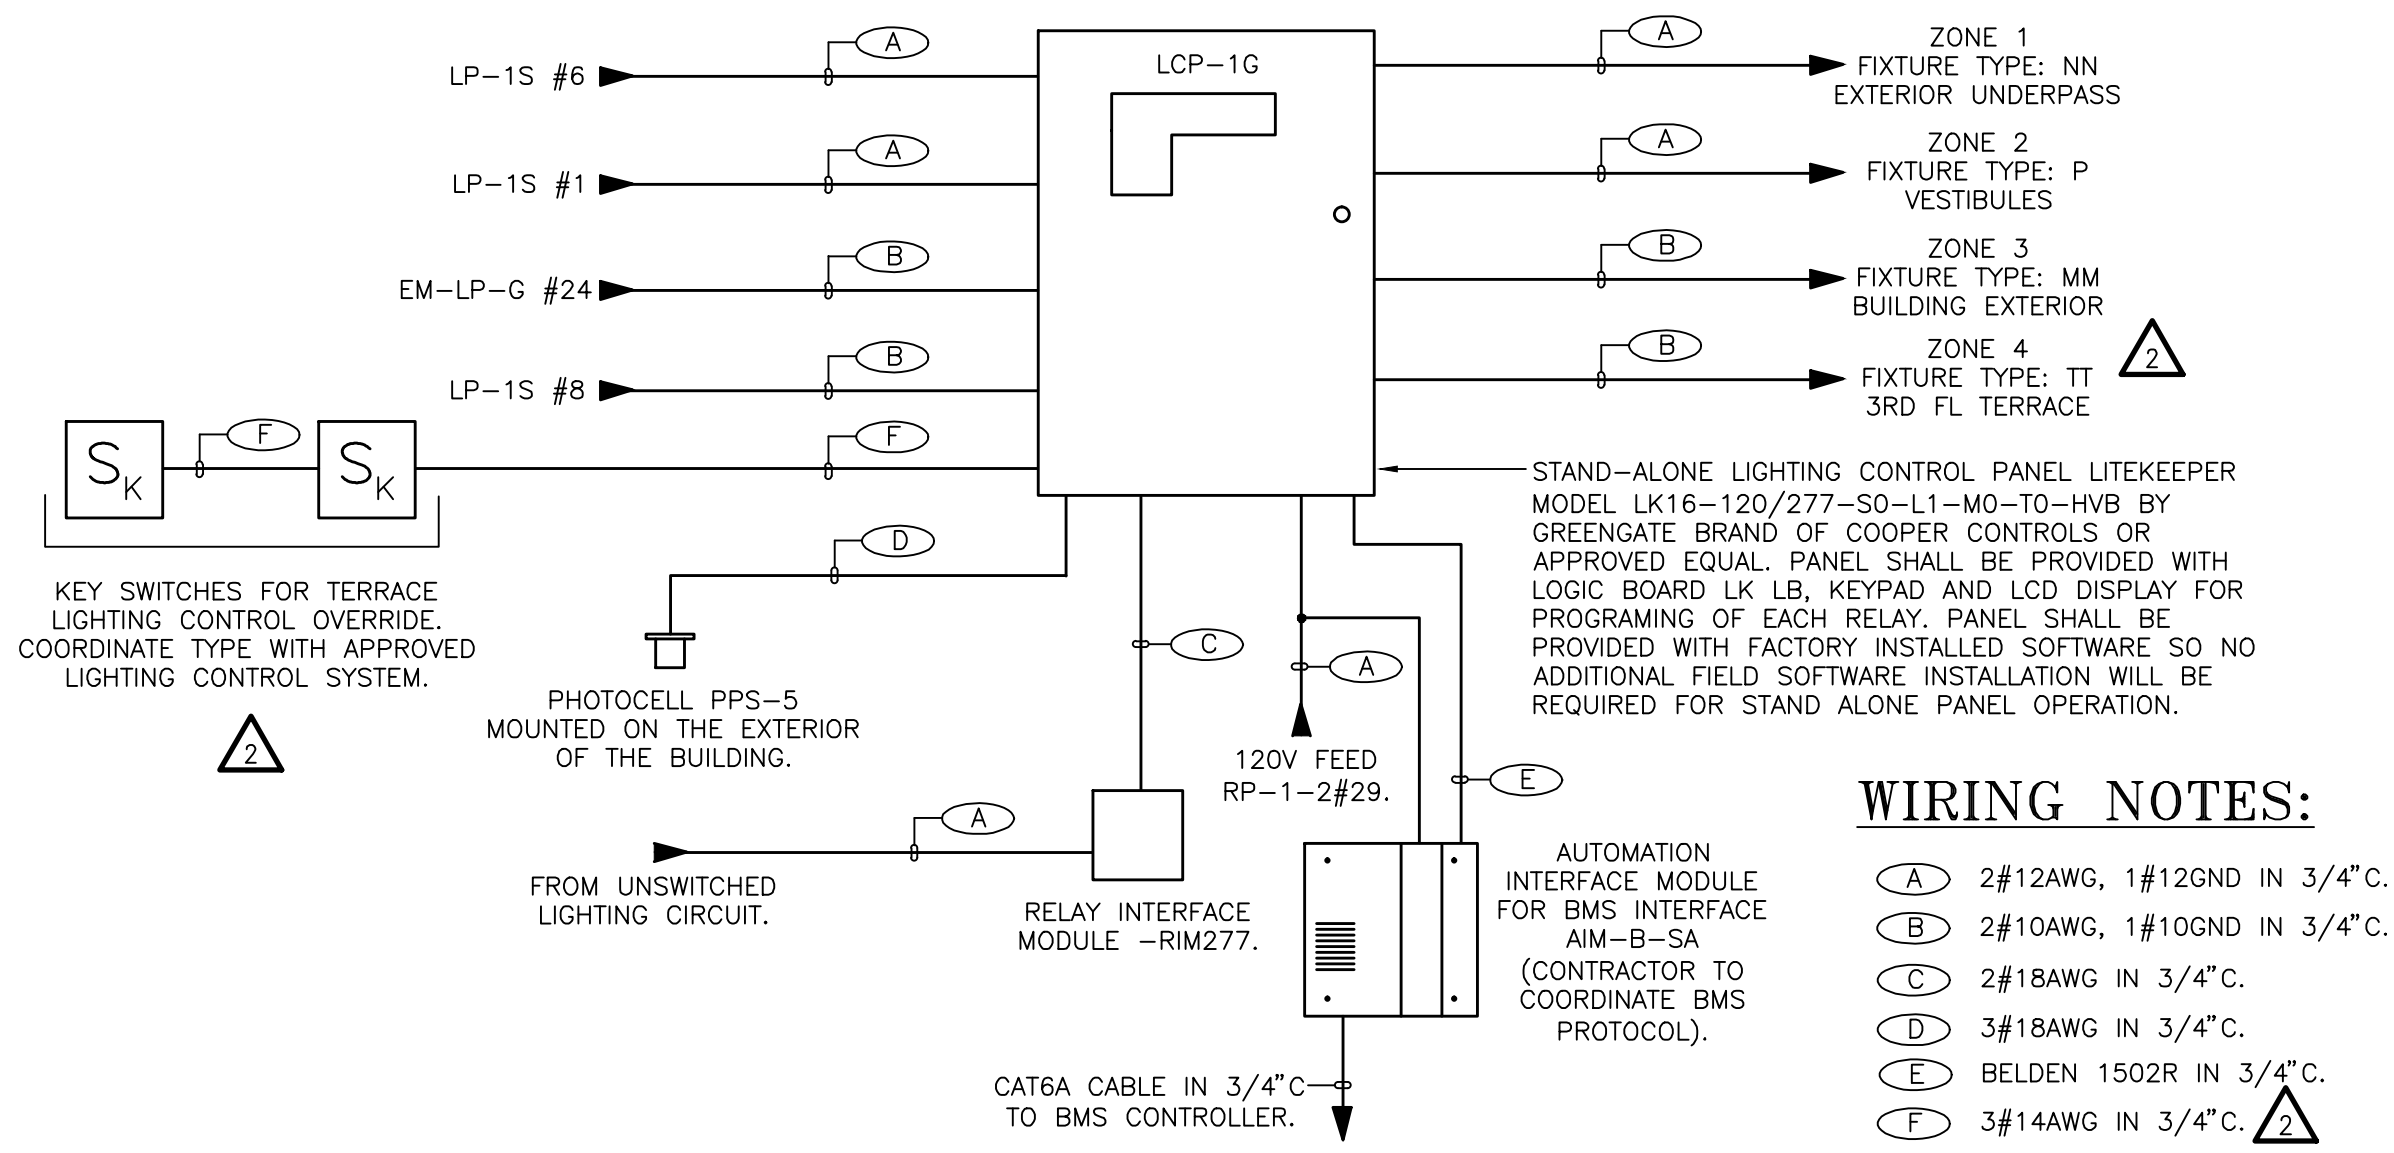 LP-1S #6
A
LP-1S #1
A
EM-LP-G #24
B
LP-1S #8
B
F
F
SK
SK
KEY SWITCHES FOR TERRACE
LIGHTING CONTROL OVERRIDE.
COORDINATE TYPE WITH APPROVED
LIGHTING CONTROL SYSTEM.
2
LCP-1G
A
ZONE 1
FIXTURE TYPE: NN
EXTERIOR UNDERPASS
A
ZONE 2
FIXTURE TYPE: P
VESTIBULES
B
ZONE 3
FIXTURE TYPE: MM
BUILDING EXTERIOR
B
ZONE 4
FIXTURE TYPE: TT
3RD FL TERRACE
2
STAND-ALONE LIGHTING CONTROL PANEL LITEKEEPER
MODEL LK16-120/277-S0-L1-M0-T0-HVB BY
GREENGATE BRAND OF COOPER CONTROLS OR
APPROVED EQUAL. PANEL SHALL BE PROVIDED WITH
LOGIC BOARD LK LB, KEYPAD AND LCD DISPLAY FOR
PROGRAMING OF EACH RELAY. PANEL SHALL BE
PROVIDED WITH FACTORY INSTALLED SOFTWARE SO NO
ADDITIONAL FIELD SOFTWARE INSTALLATION WILL BE
REQUIRED FOR STAND ALONE PANEL OPERATION.
D
PHOTOCELL PPS-5
MOUNTED ON THE EXTERIOR
OF THE BUILDING.
C
A
120V FEED
RP-1-2#29.
E
A
FROM UNSWITCHED
LIGHTING CIRCUIT.
RELAY INTERFACE
MODULE -RIM277.
AUTOMATION
INTERFACE MODULE
FOR BMS INTERFACE
AIM-B-SA
(CONTRACTOR TO
COORDINATE BMS
PROTOCOL).
CAT6A CABLE IN 3/4"C
TO BMS CONTROLLER.
WIRING NOTES:
A 2#12AWG, 1#12GND IN 3/4"C.
B 2#10AWG, 1#10GND IN 3/4"C.
C 2#18AWG IN 3/4"C.
D 3#18AWG IN 3/4"C.
E BELDEN 1502R IN 3/4"C.
F 3#14AWG IN 3/4"C.
2